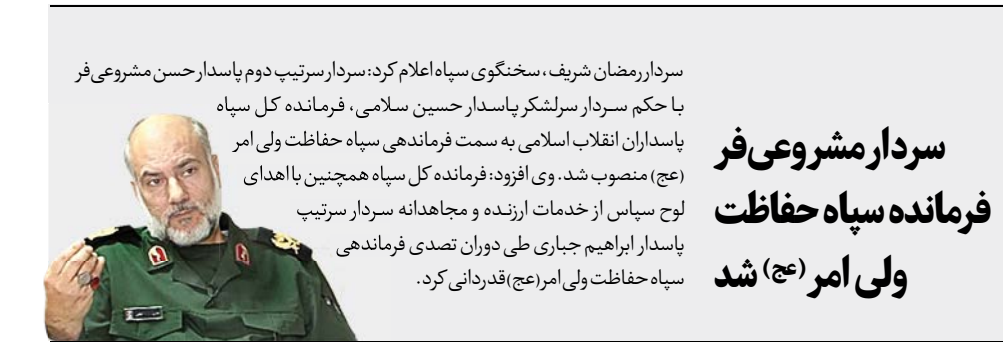 سردار مشروعی‌فر
فرمانده سپاه حفاظت
ولی امر (عج) شد
سردار رمضان شریف، سخنگوی سپاه اعلام کرد: سردار سرتیپ دوم پاسدار حسن مشروعی‌فر
با حکم سردار سرلشکر پاسدار حسین سلامی، فرمانده کل سپاه
پاسداران انقلاب اسلامی به سمت فرماندهی سپاه حفاظت ولی امر
(عج) منصوب شد. وی افزود: فرمانده کل سپاه همچنین با اهدای
لوح سپاس از خدمات ارزنده و مجاهدانه سردار سرتیپ
پاسدار ابراهیم جباری طی دوران تصدی فرماندهی
سپاه حفاظت ولی امر (عج) قدردانی کرد.